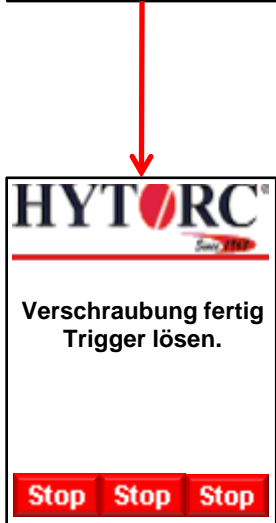 HYTORC®
Since 1968
Verschraubung fertig
Trigger lösen.
Stop Stop Stop